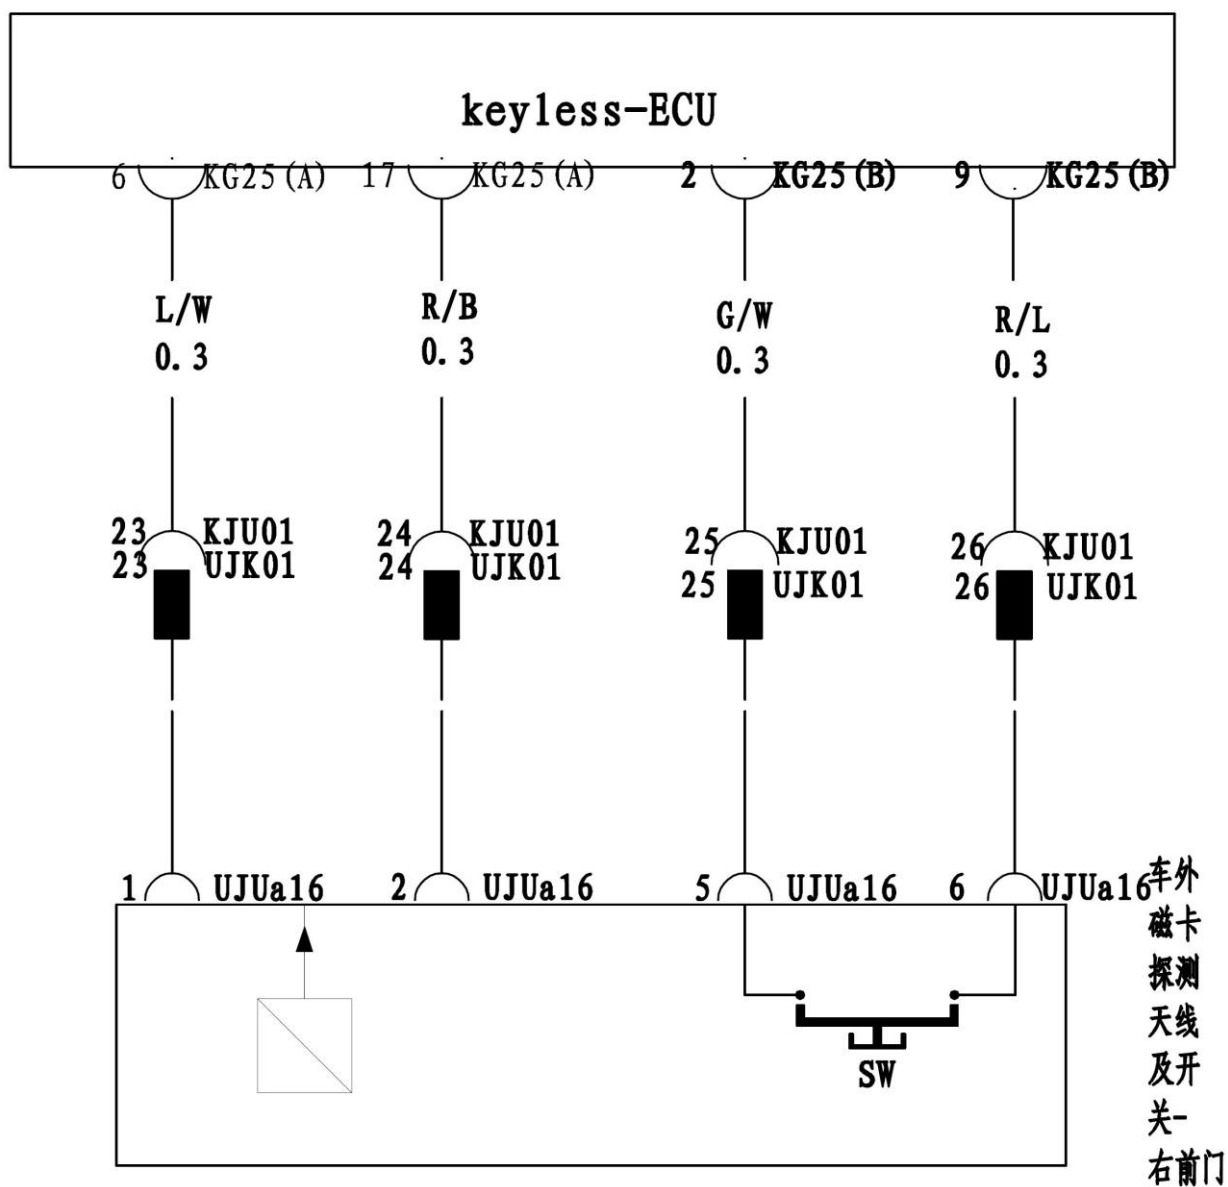 keyless-ECU
6 KG25(A) 17 KG25(A) 2 KG25(B) 9 KG25(B)
L/W R/B G/W R/L
0.3 0.3 0.3 0.3
23 KJU01 24 KJU01 25 KJU01 26 KJU01
23 UJK01 24 UJK01 25 UJK01 26 UJK01
1 UJUa16 2 UJUa16 5 UJUa16 6 UJUa16
车外
磁卡
探测
天线
及开
关-
右前门
SW